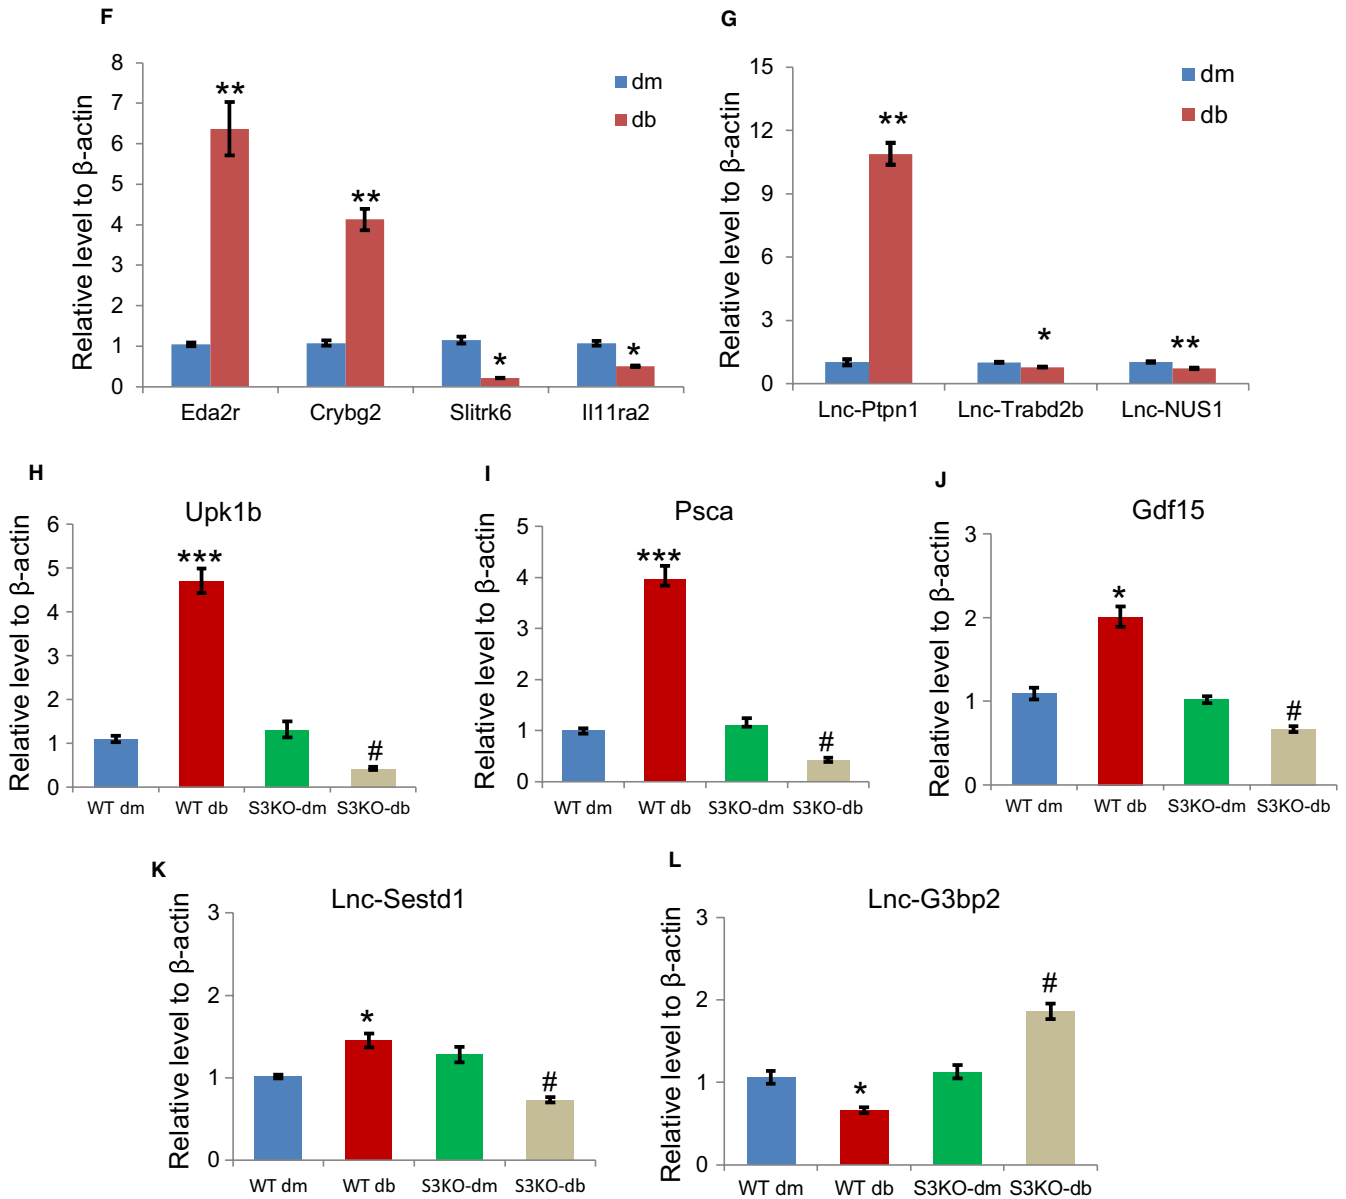 F
Relative level to β-actin
8
7
6
5
4
3
2
1
0
**
**
*
*
dm
db
Eda2r
Crybg2
Slitrk6
Il11ra2
G
Relative level to β-actin
15
12
9
6
3
0
**
*
**
dm
db
Lnc-Ptpn1
Lnc-Trabd2b
Lnc-NUS1
H
Upk1b
Relative level to β-actin
6
5
4
3
2
1
0
***
#
WT dm
WT db
S3KO-dm
S3KO-db
I
Psca
Relative level to β-actin
5
4
3
2
1
0
***
#
WT dm
WT db
S3KO-dm
S3KO-db
J
Gdf15
Relative level to β-actin
3
2
1
0
*
#
WT dm
WT db
S3KO-dm
S3KO-db
K
Lnc-Sestd1
Relative level to β-actin
3
2
1
0
*
#
WT dm
WT db
S3KO-dm
S3KO-db
L
Lnc-G3bp2
Relative level to β-actin
3
2
1
0
*
#
WT dm
WT db
S3KO-dm
S3KO-db